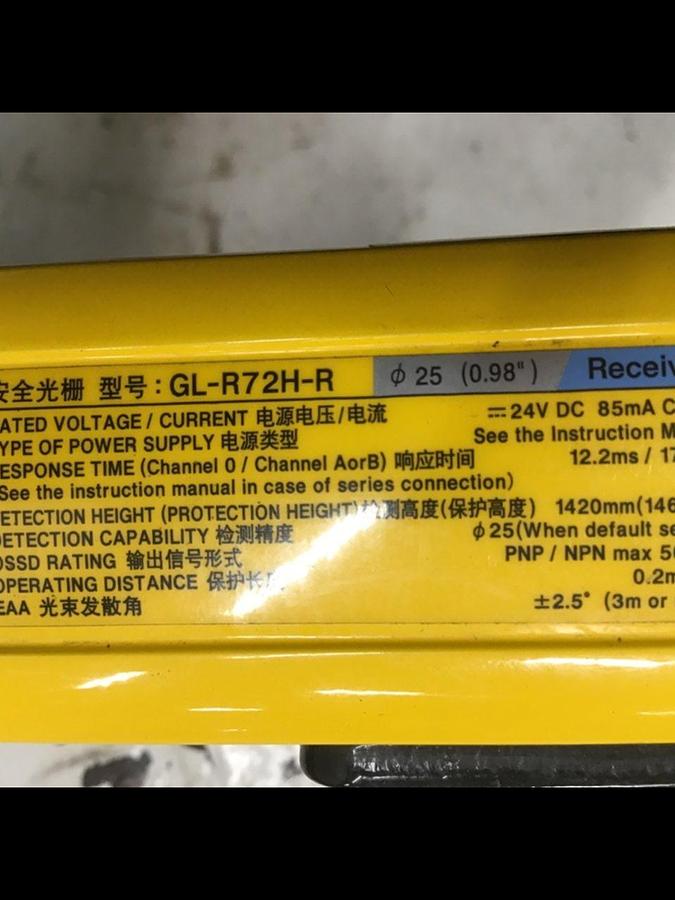 安全光栅 型号：GL-R72H-R φ25 (0.98") Receiv
ATED VOLTAGE / CURRENT 电源电压/电流 ⎓24V DC 85mA C
YPE OF POWER SUPPLY 电源类型 See the Instruction M
ESPONSE TIME (Channel 0 / Channel AorB) 响应时间 12.2ms / 17
See the instruction manual in case of series connection)
DETECTION HEIGHT (PROTECTION HEIGHT)检测高度(保护高度) 1420mm(146
DETECTION CAPABILITY 检测精度 φ25(When default se
OSSD RATING 输出信号形式 PNP / NPN max 50
OPERATING DISTANCE 保护长 0.2m
EAA 光束发散角 ±2.5° (3m or